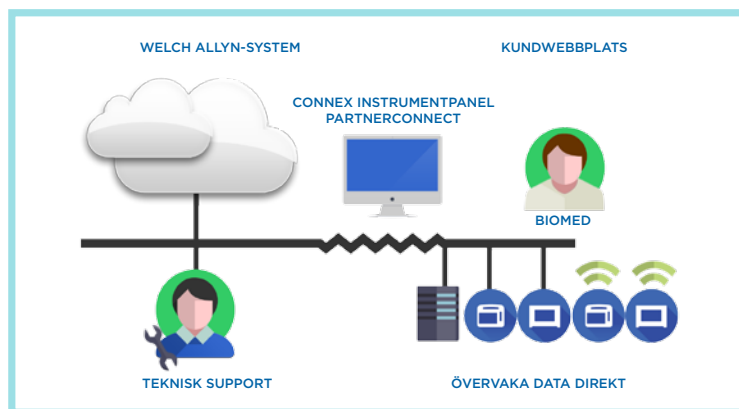 WELCH ALLYN-SYSTEM
KUNDWEBBPLATS
CONNEX INSTRUMENTPANEL
PARTNERCONNECT
BIOMED
TEKNISK SUPPORT
ÖVERVAKA DATA DIREKT